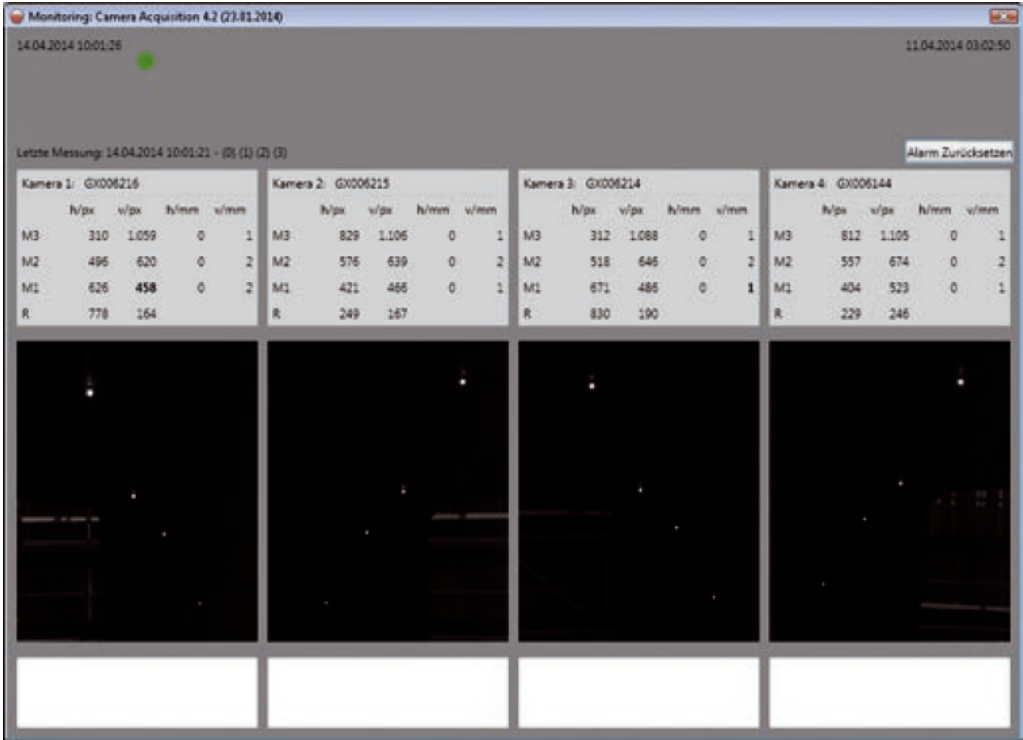 Monitoring: Camera Acquisition 4.2 (23.01.2014)
14.04.2014 10:01:26 11.04.2014 03:02:50
Letzte Messung: 14.04.2014 10:01:21 - (0) (1) (2) (3)
Alarm Zurücksetzen
Kamera 1: GX006216
h/px v/px h/mm v/mm
M3 310 1.059 0 1
M2 496 620 0 2
M1 626 458 0 2
R 778 164
Kamera 2: GX006215
h/px v/px h/mm v/mm
M3 829 1.106 0 1
M2 576 639 0 2
M1 421 466 0 1
R 249 167
Kamera 3: GX006214
h/px v/px h/mm v/mm
M3 312 1.088 0 1
M2 518 646 0 2
M1 671 486 0 1
R 830 190
Kamera 4: GX006144
h/px v/px h/mm v/mm
M3 812 1.105 0 1
M2 557 674 0 2
M1 404 523 0 1
R 229 246